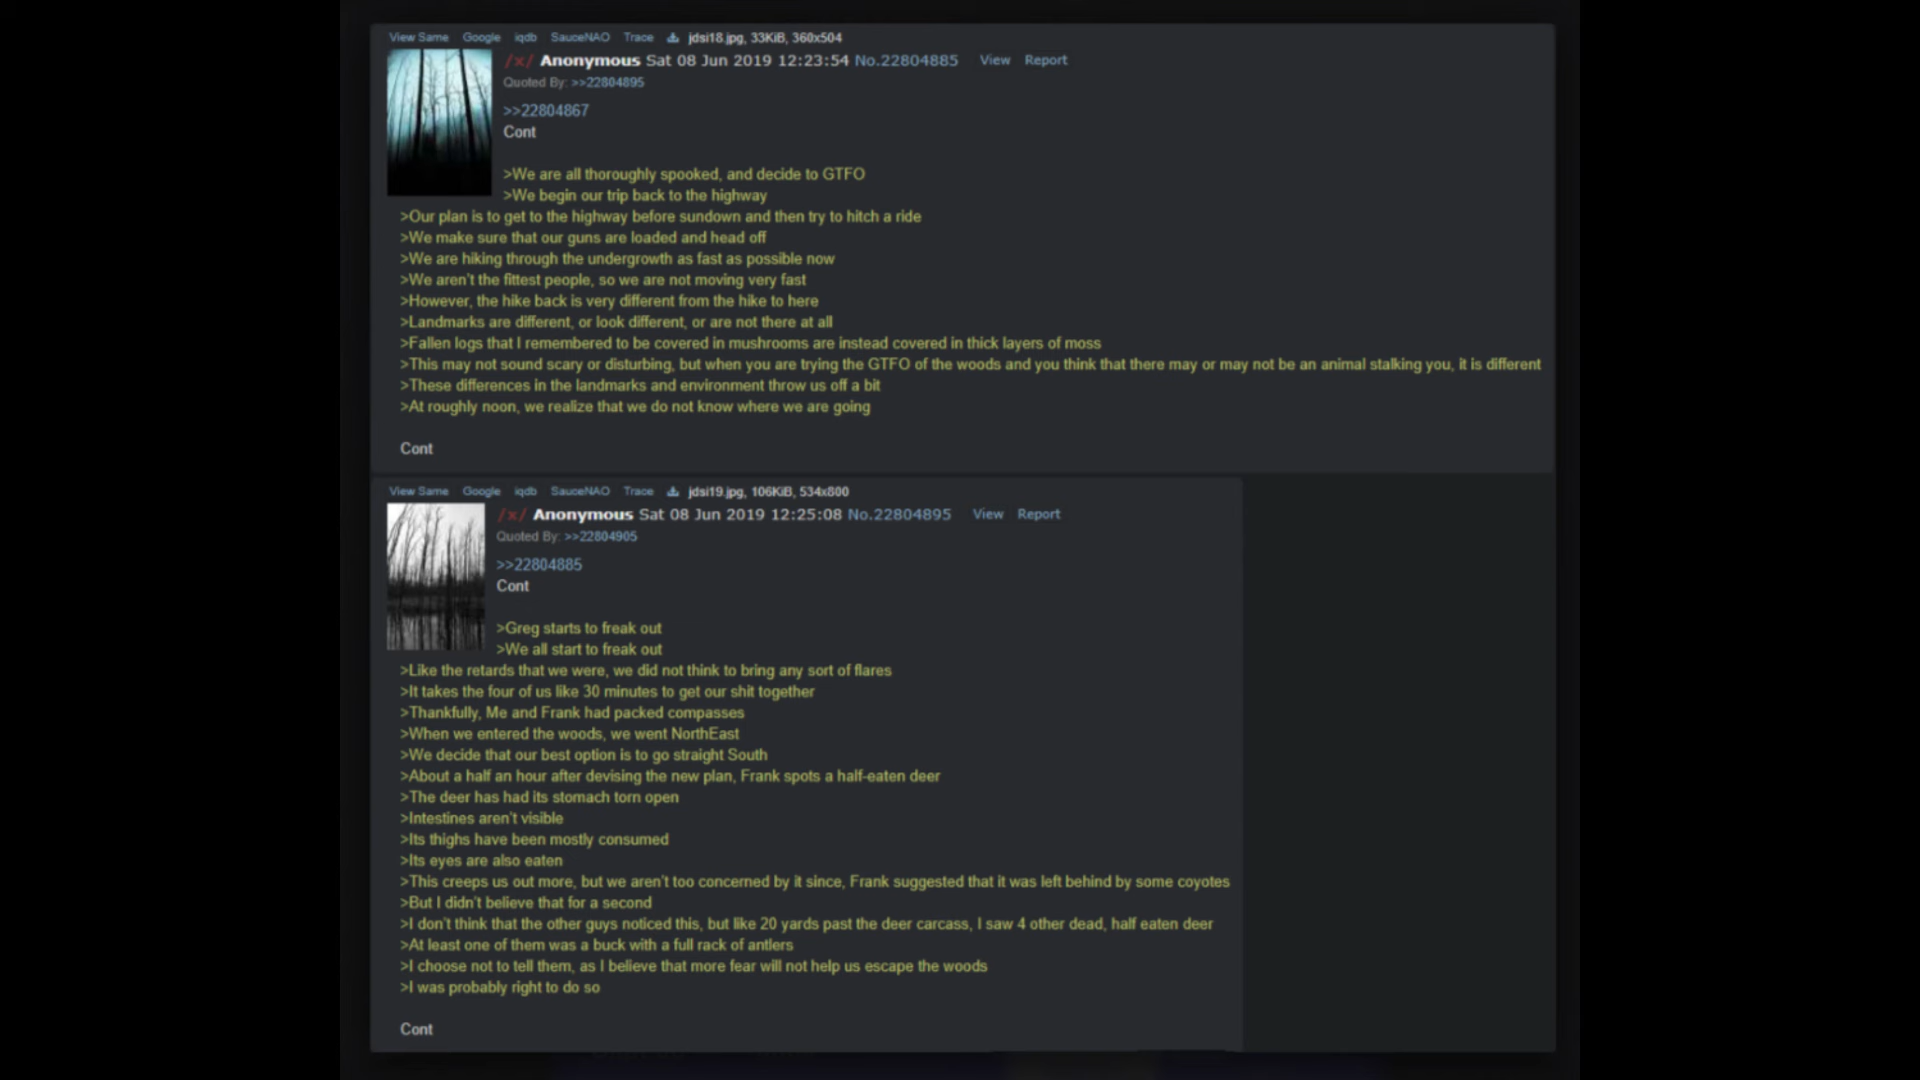 View Same Google iqdb SauceNAO Trace jdsi18.jpg, 33KiB, 360x504
/x/ Anonymous Sat 08 Jun 2019 12:23:54 No.22804885 View Report
Quoted By: >>22804895
>>22804867
Cont
>We are all thoroughly spooked, and decide to GTFO
>We begin our trip back to the highway
>Our plan is to get to the highway before sundown and then try to hitch a ride
>We make sure that our guns are loaded and head off
>We are hiking through the undergrowth as fast as possible now
>We aren't the fittest people, so we are not moving very fast
>However, the hike back is very different from the hike to here
>Landmarks are different, or look different, or are not there at all
>Fallen logs that I remembered to be covered in mushrooms are instead covered in thick layers of moss
>This may not sound scary or disturbing, but when you are trying the GTFO of the woods and you think that there may or may not be an animal stalking you, it is different
>These differences in the landmarks and environment throw us off a bit
>At roughly noon, we realize that we do not know where we are going
Cont
View Same Google iqdb SauceNAO Trace jdsi19.jpg, 106KiB, 534x800
/x/ Anonymous Sat 08 Jun 2019 12:25:08 No.22804895 View Report
Quoted By: >>22804905
>>22804885
Cont
>Greg starts to freak out
>We all start to freak out
>Like the retards that we were, we did not think to bring any sort of flares
>It takes the four of us like 30 minutes to get our shit together
>Thankfully, Me and Frank had packed compasses
>When we entered the woods, we went NorthEast
>We decide that our best option is to go straight South
>About a half an hour after devising the new plan, Frank spots a half-eaten deer
>The deer has had its stomach torn open
>Intestines aren't visible
>Its thighs have been mostly consumed
>Its eyes are also eaten
>This creeps us out more, but we aren't too concerned by it since, Frank suggested that it was left behind by some coyotes
>But I didn't believe that for a second
>I don't think that the other guys noticed this, but like 20 yards past the deer carcass, I saw 4 other dead, half eaten deer
>At least one of them was a buck with a full rack of antlers
>I choose not to tell them, as I believe that more fear will not help us escape the woods
>I was probably right to do so
Cont